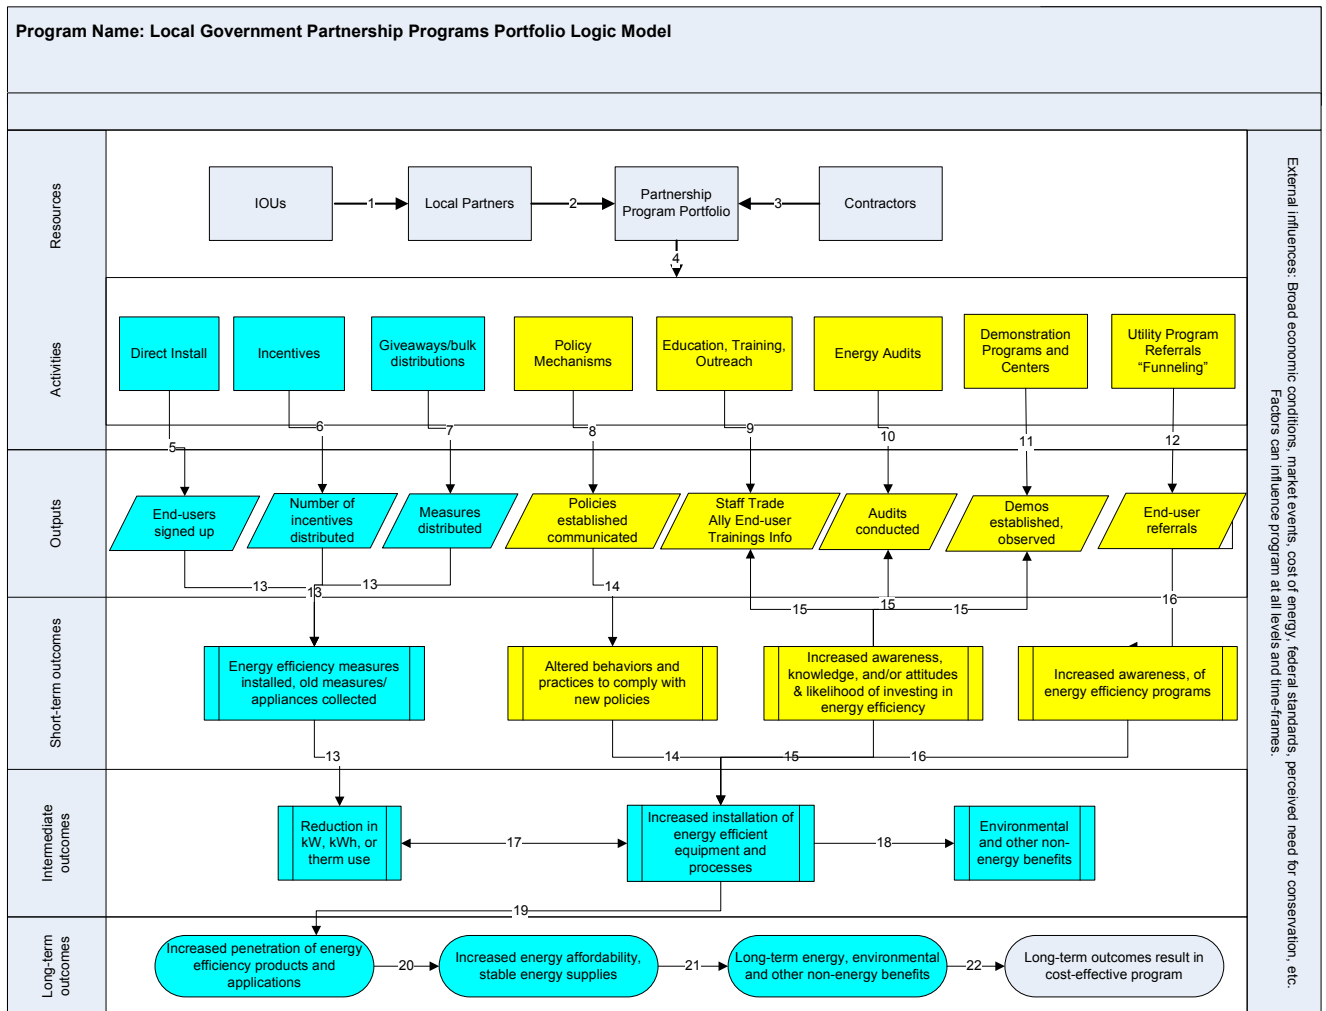 Program Name: Local Government Partnership Programs Portfolio Logic Model
Resources
IOUs
1
Local Partners
2
Partnership
Program Portfolio
3
Contractors
4
Activities
Direct Install
Incentives
Giveaways/bulk
distributions
Policy
Mechanisms
Education, Training,
Outreach
Energy Audits
Demonstration
Programs and
Centers
Utility Program
Referrals
“Funneling”
5
6
7
8
9
10
11
12
Outputs
End-users
signed up
Number of
incentives
distributed
Measures
distributed
Policies
established
communicated
Staff Trade
Ally End-user
Trainings Info
Audits
conducted
Demos
established,
observed
End-user
referrals
13
13
13
14
15
15
15
16
Short-term outcomes
Energy efficiency measures
installed, old measures/
appliances collected
Altered behaviors and
practices to comply with
new policies
Increased awareness,
knowledge, and/or attitudes
& likelihood of investing in
energy efficiency
Increased awareness, of
energy efficiency programs
13
14
15
16
Intermediate
outcomes
Reduction in
kW, kWh, or
therm use
17
Increased installation of
energy efficient
equipment and
processes
18
Environmental
and other non-
energy benefits
19
Long-term
outcomes
Increased penetration of energy
efficiency products and
applications
20
Increased energy affordability,
stable energy supplies
21
Long-term energy, environmental
and other non-energy benefits
22
Long-term outcomes result in
cost-effective program
External influences: Broad economic conditions, market events, cost of energy, federal standards, perceived need for conservation, etc.
Factors can influence program at all levels and time-frames.